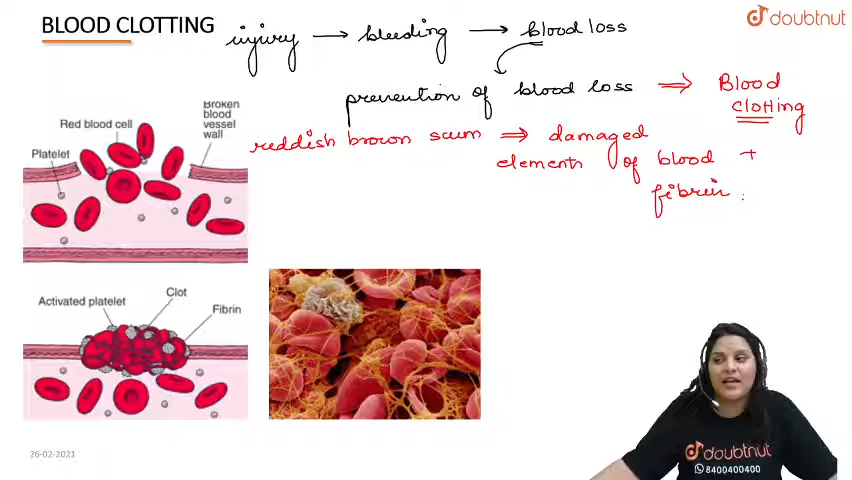 BLOOD CLOTTING
injury → bleeding → blood loss
doubtnut
prevention of blood loss ⇒ Blood clotting
reddish brown scum ⇒ damaged elements of blood + fibrin.
Broken
blood
vessel
wall
Red blood cell
Platelet
Activated platelet
Clot
Fibrin
26-02-2021
doubtnut
8400400400